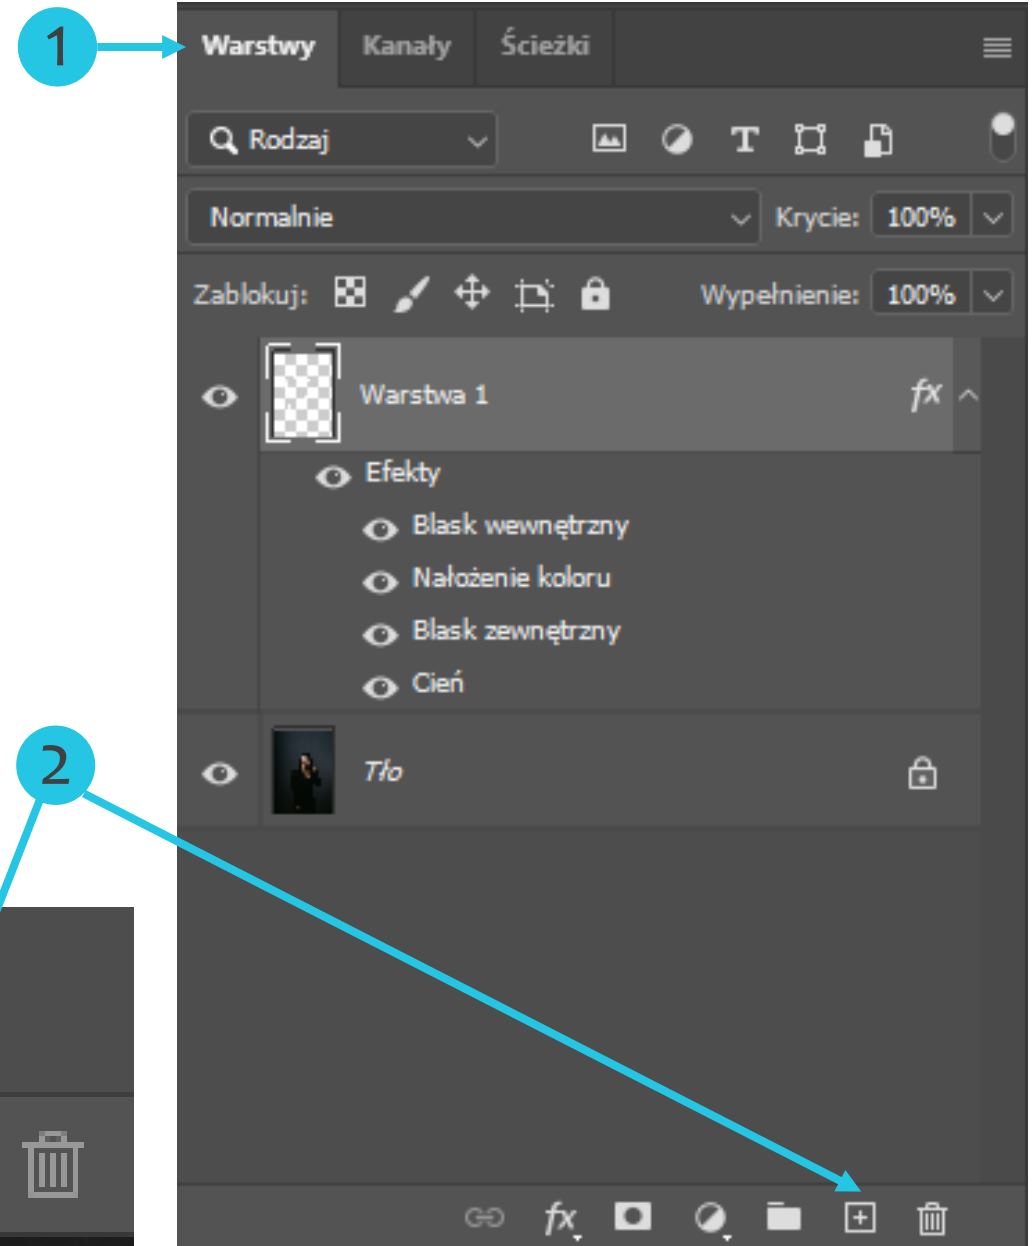 1
Warstwy Kanały Ścieżki
Rodzaj
Normalnie Krycie: 100%
Zablokuj: Wypełnienie: 100%
Warstwa 1 fx
Efekty
Blask wewnętrzny
Nałożenie koloru
Blask zewnętrzny
Cień
2
Tło
fx